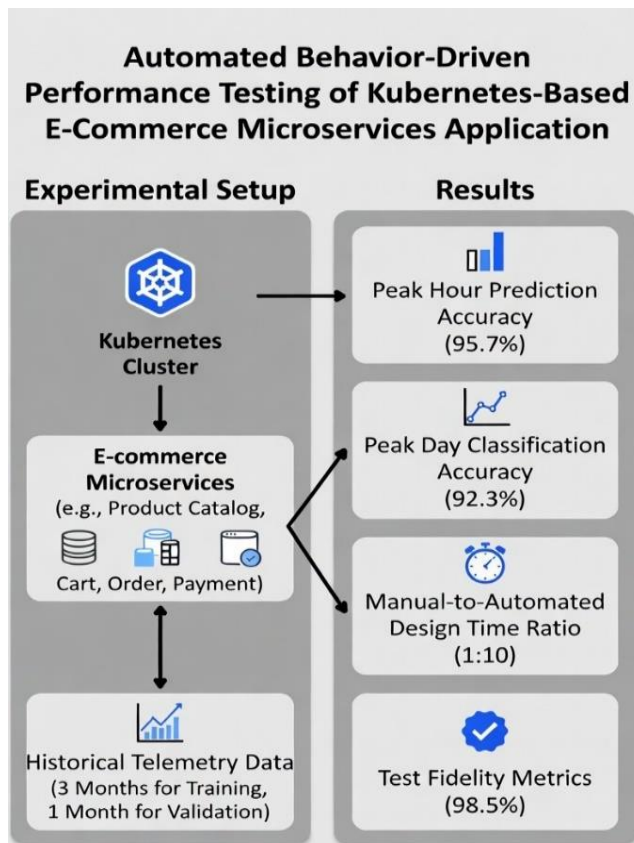 Automated Behavior-Driven
Performance Testing of Kubernetes-Based
E-Commerce Microservices Application
Experimental Setup
Kubernetes
Cluster
E-commerce
Microservices
(e.g., Product Catalog,
Cart, Order, Payment)
Historical Telemetry Data
(3 Months for Training,
1 Month for Validation)
Results
Peak Hour Prediction
Accuracy
(95.7%)
Peak Day Classification
Accuracy
(92.3%)
Manual-to-Automated
Design Time Ratio
(1:10)
Test Fidelity Metrics
(98.5%)